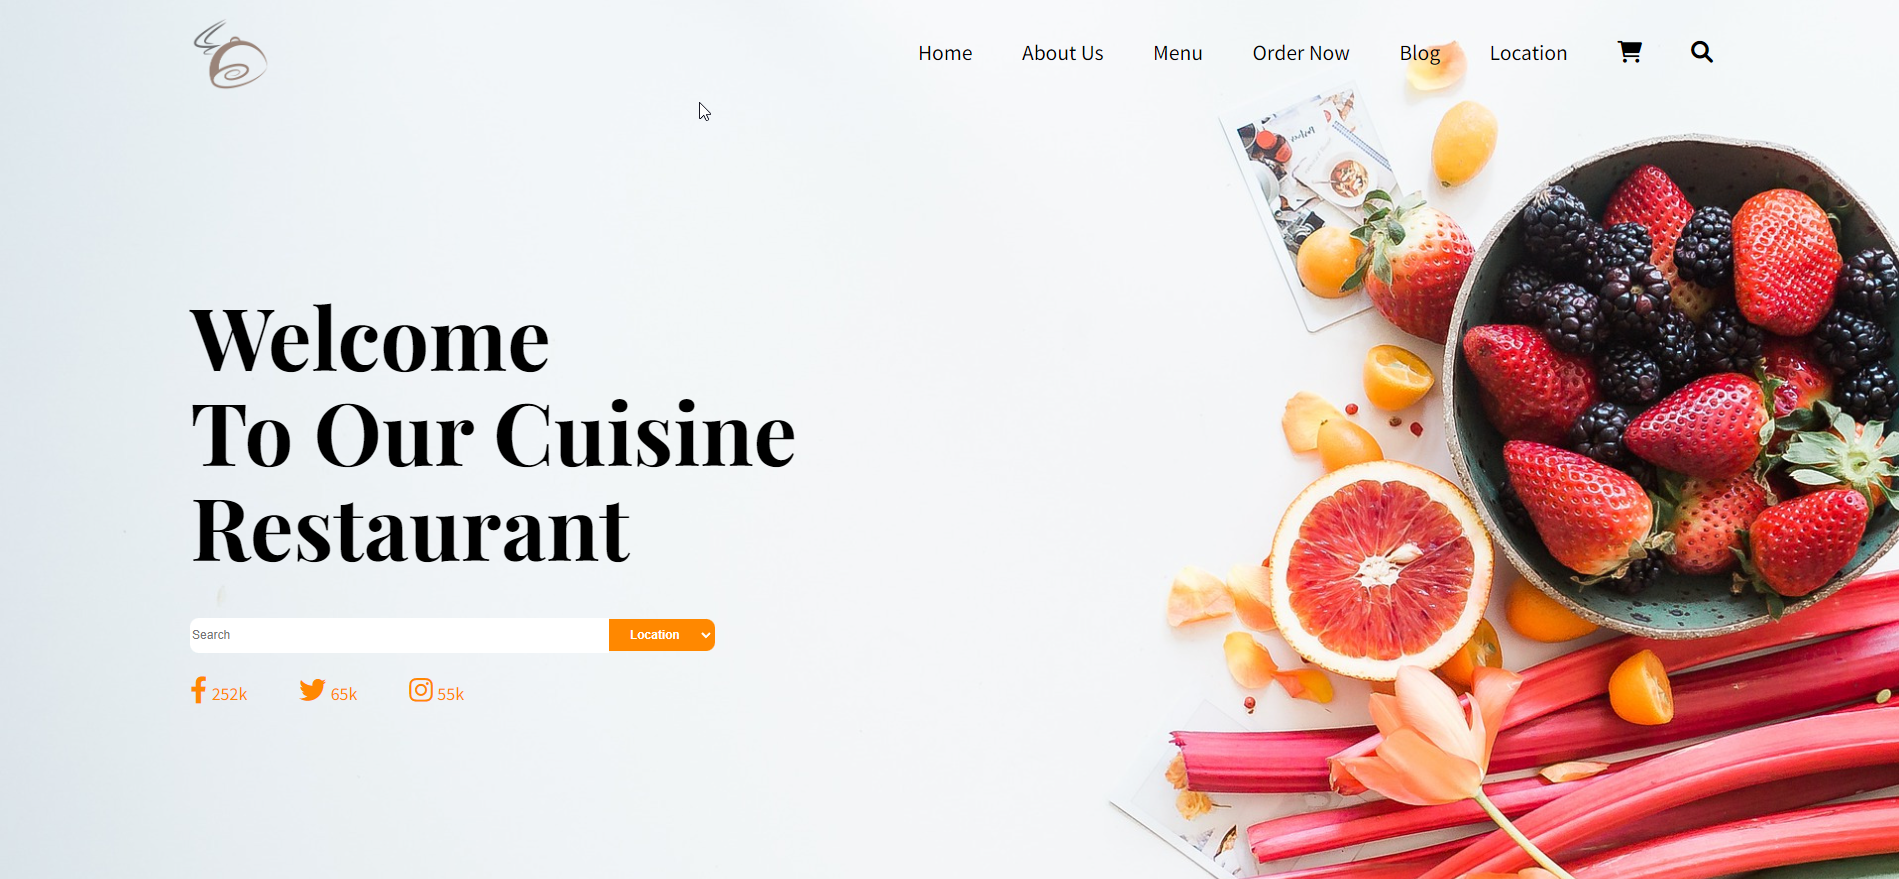 Home About Us Menu Order Now Blog Location
Welcome
To Our Cuisine
Restaurant
Search Location
252k 65k 55k